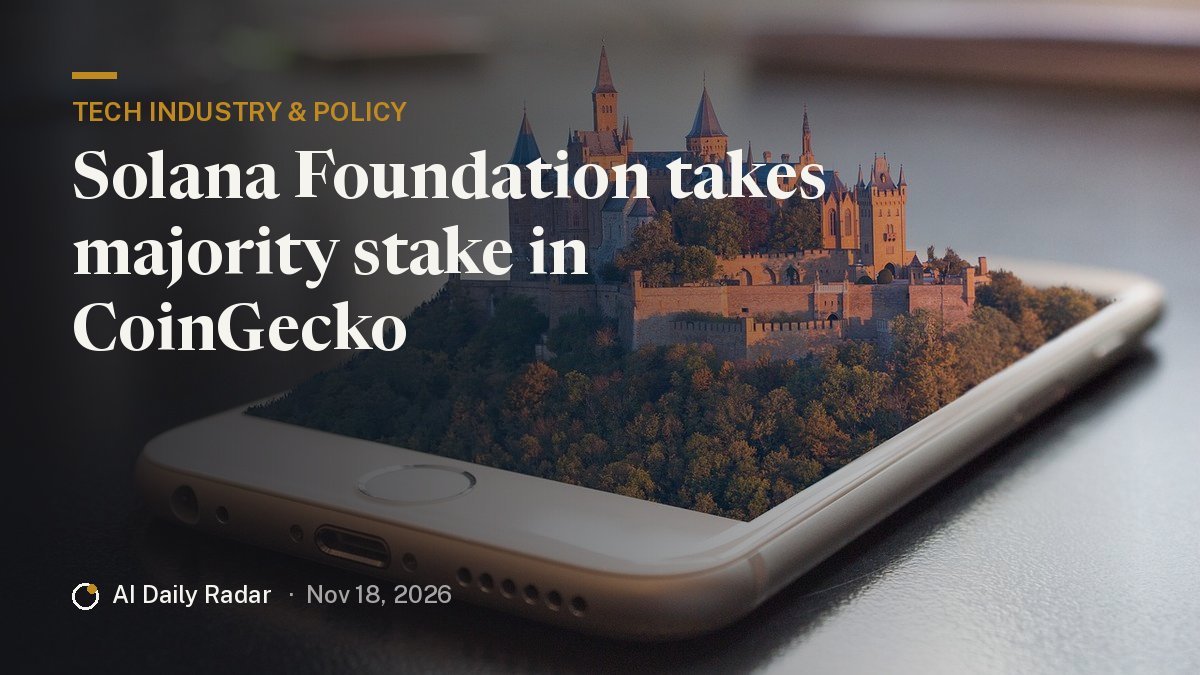 TECH INDUSTRY & POLICY
Solana Foundation takes
majority stake in
CoinGecko
AI Daily Radar · Nov 18, 2026